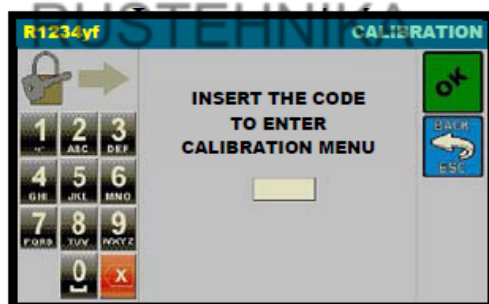 RUSTEHNIKA
R1234yf
CALIBRATION
INSERT THE CODE
TO ENTER
CALIBRATION MENU
OK
BACK
ESC
1 2 3
ABC DEF
4 5 6
GHI JKL MNO
7 8 9
PQRS TUV WXYZ
0 X